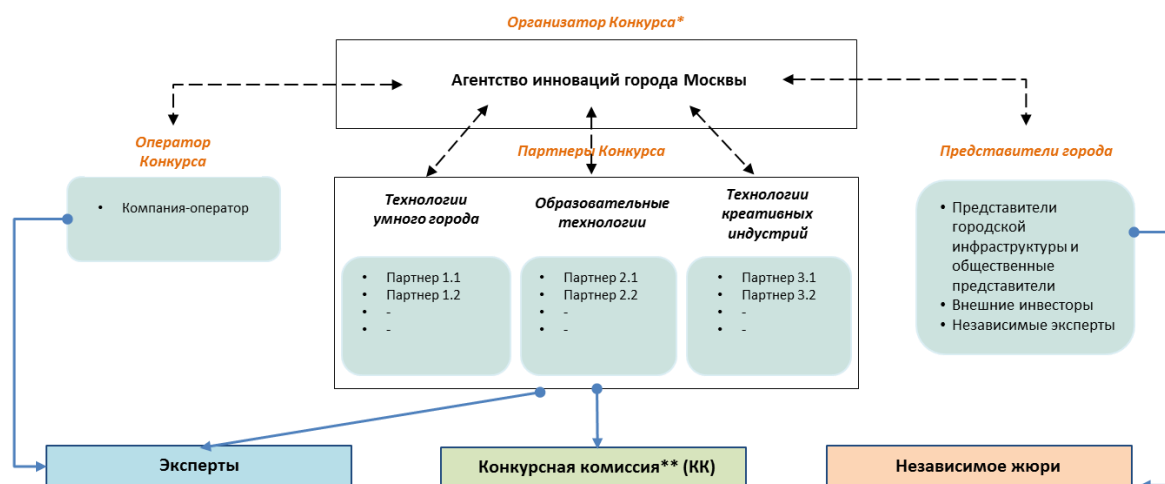 Организатор Конкурса*
Агентство инноваций города Москвы
Оператор
Конкурса
Партнеры Конкурса
Представители города
• Компания-оператор
Технологии
умного города
Образовательные
технологии
Технологии
креативных
индустрий
• Партнер 1.1
• Партнер 1.2
• -
• -
• Партнер 2.1
• Партнер 2.2
• -
• -
• Партнер 3.1
• Партнер 3.2
• -
• -
• Представители
городской
инфраструктуры и
общественные
представители
• Внешние инвесторы
• Независимые эксперты
Эксперты
Конкурсная комиссия** (КК)
Независимое жюри